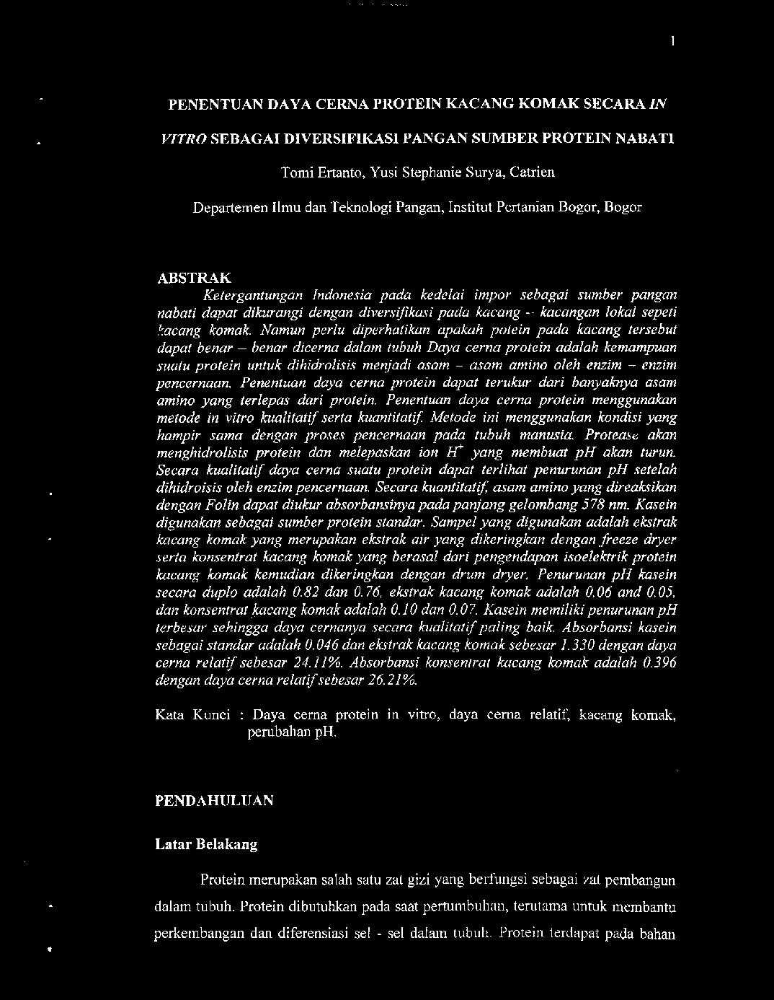 1
PENENTUAN DAYA CERNA PROTEIN KACANG KOMAK SECARA IN
VITRO SEBAGAI DIVERSIFIKASI PANGAN SUMBER PROTEIN NABATI
Tomi Ertanto, Yusi Stephanie Surya, Catrien
Departemen Ilmu dan Teknologi Pangan, Institut Pertanian Bogor, Bogor
ABSTRAK
Ketergantungan Indonesia pada kedelai impor sebagai sumber pangan
nabati dapat dikurangi dengan diversifikasi pada kacang – kacangan lokal sepeti
kacang komak. Namun perlu diperhatikan apakah potein pada kacang tersebut
dapat benar – benar dicerna dalam tubuh Daya cerna protein adalah kemampuan
suatu protein untuk dihidrolisis menjadi asam – asam amino oleh enzim – enzim
pencernaan. Penentuan daya cerna protein dapat terukur dari banyaknya asam
amino yang terlepas dari protein. Penentuan daya cerna protein menggunakan
metode in vitro kualitatif serta kuantitatif. Metode ini menggunakan kondisi yang
hampir sama dengan proses pencernaan pada tubuh manusia. Protease akan
menghidrolisis protein dan melepaskan ion H⁺ yang membuat pH akan turun.
Secara kualitatif daya cerna suatu protein dapat terlihat penurunan pH setelah
dihidroisis oleh enzim pencernaan. Secara kuantitatif, asam amino yang direaksikan
dengan Folin dapat diukur absorbansinya pada panjang gelombang 578 nm. Kasein
digunakan sebagai sumber protein standar. Sampel yang digunakan adalah ekstrak
kacang komak yang merupakan ekstrak air yang dikeringkan dengan freeze dryer
serta konsentrat kacang komak yang berasal dari pengendapan isoelektrik protein
kacang komak kemudian dikeringkan dengan drum dryer. Penurunan pH kasein
secara duplo adalah 0.82 dan 0.76, ekstrak kacang komak adalah 0.06 and 0.05,
dan konsentrat kacang komak adalah 0.10 dan 0.07. Kasein memiliki penurunan pH
terbesar sehingga daya cernanya secara kualitatif paling baik. Absorbansi kasein
sebagai standar adalah 0.046 dan ekstrak kacang komak sebesar 1.330 dengan daya
cerna relatif sebesar 24.11%. Absorbansi konsentrat kacang komak adalah 0.396
dengan daya cerna relatif sebesar 26.21%.
Kata Kunci : Daya cerna protein in vitro, daya cerna relatif, kacang komak,
perubahan pH.
PENDAHULUAN
Latar Belakang
Protein merupakan salah satu zat gizi yang berfungsi sebagai zat pembangun
dalam tubuh. Protein dibutuhkan pada saat pertumbuhan, terutama untuk membantu
perkembangan dan diferensiasi sel - sel dalam tubuh. Protein terdapat pada bahan